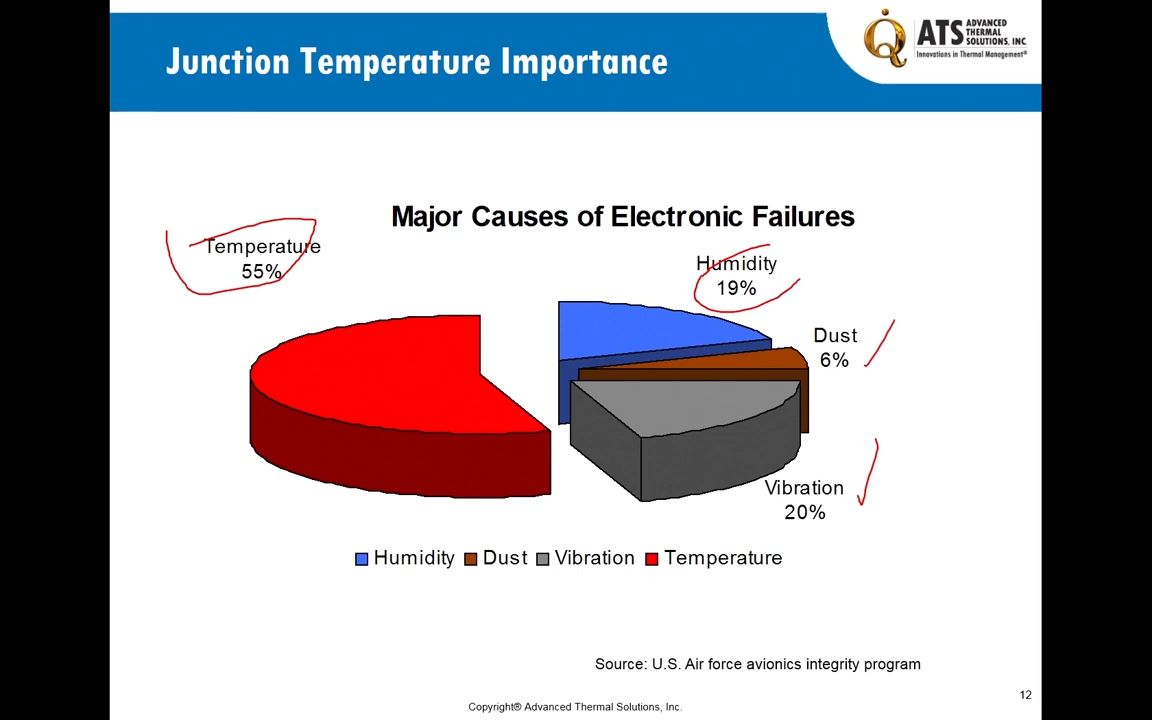 Junction Temperature Importance
ATS ADVANCED
THERMAL
SOLUTIONS, INC.
Innovations in Thermal Management®
Major Causes of Electronic Failures
Temperature
55%
Humidity
19%
Dust
6%
Vibration
20%
Humidity Dust Vibration Temperature
Source: U.S. Air force avionics integrity program
12
Copyright® Advanced Thermal Solutions, Inc.